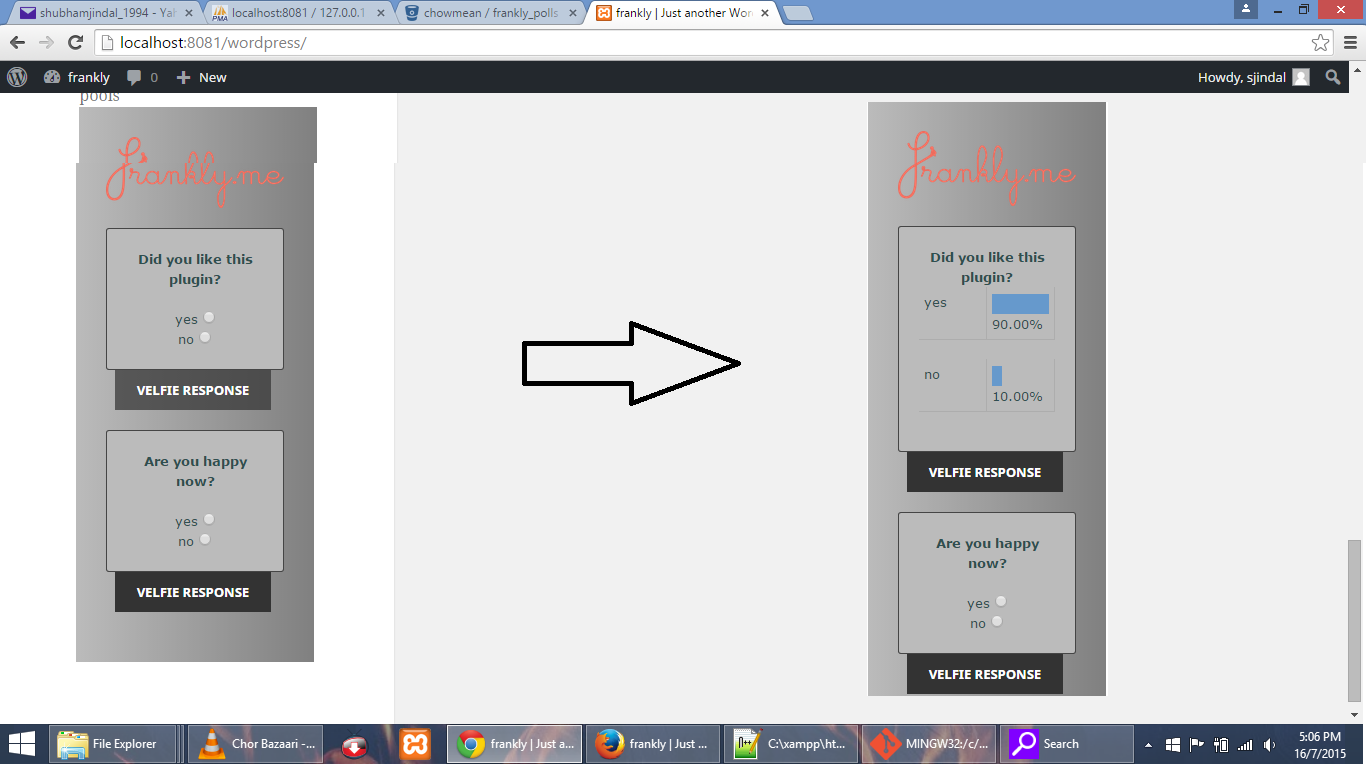 shubhamjindal_1994 - Yah
localhost:8081 / 127.0.0.1
chowmean / frankly_polls
frankly | Just another Wor
localhost:8081/wordpress/
frankly
0
New
Howdy, sjindal
pools
frankly.me
Did you like this
plugin?
yes
no
VELFIE RESPONSE
Are you happy
now?
yes
no
VELFIE RESPONSE
frankly.me
Did you like this
plugin?
yes
90.00%
no
10.00%
VELFIE RESPONSE
Are you happy
now?
yes
no
VELFIE RESPONSE
File Explorer
Chor Bazaari -...
frankly | Just a...
frankly | Just ...
C:\xampp\ht...
MINGW32:/c/...
Search
5:06 PM
16/7/2015